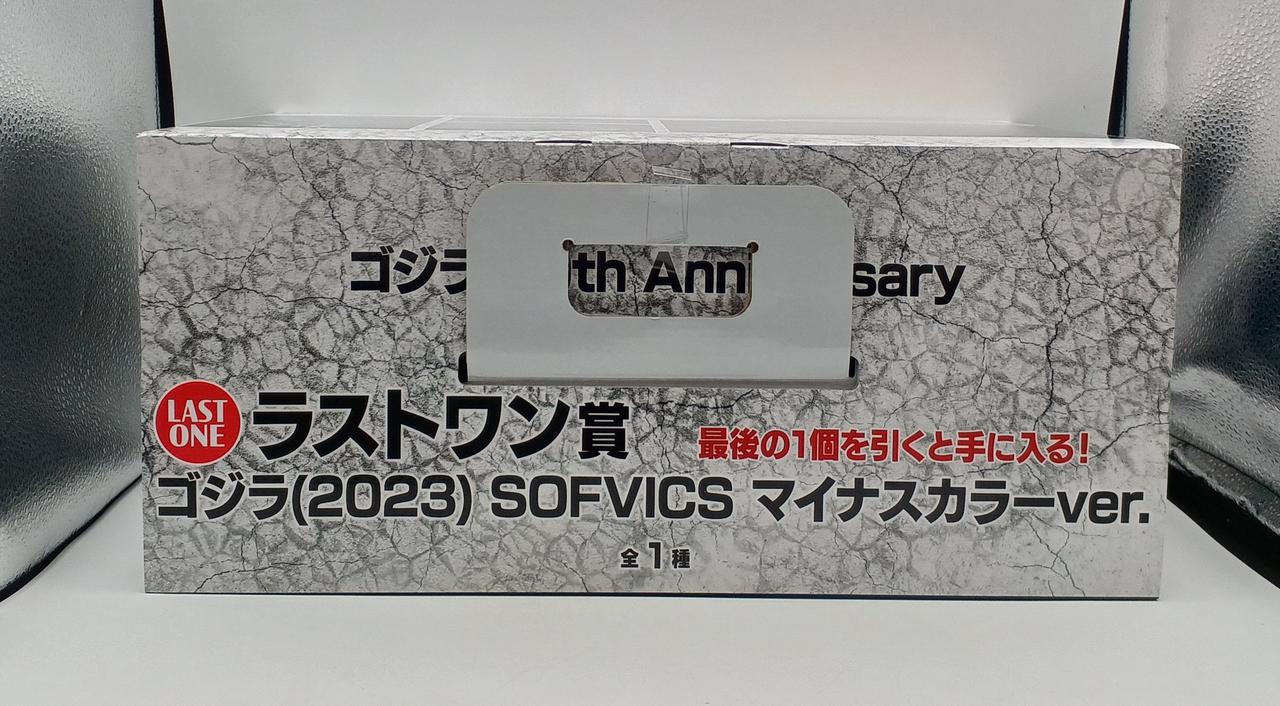 ゴジラ th Ann sary
LAST
ONE
ラストワン賞
最後の1個を引くと手に入る!
ゴジラ(2023) SOFVICS マイナスカラーver.
全1種